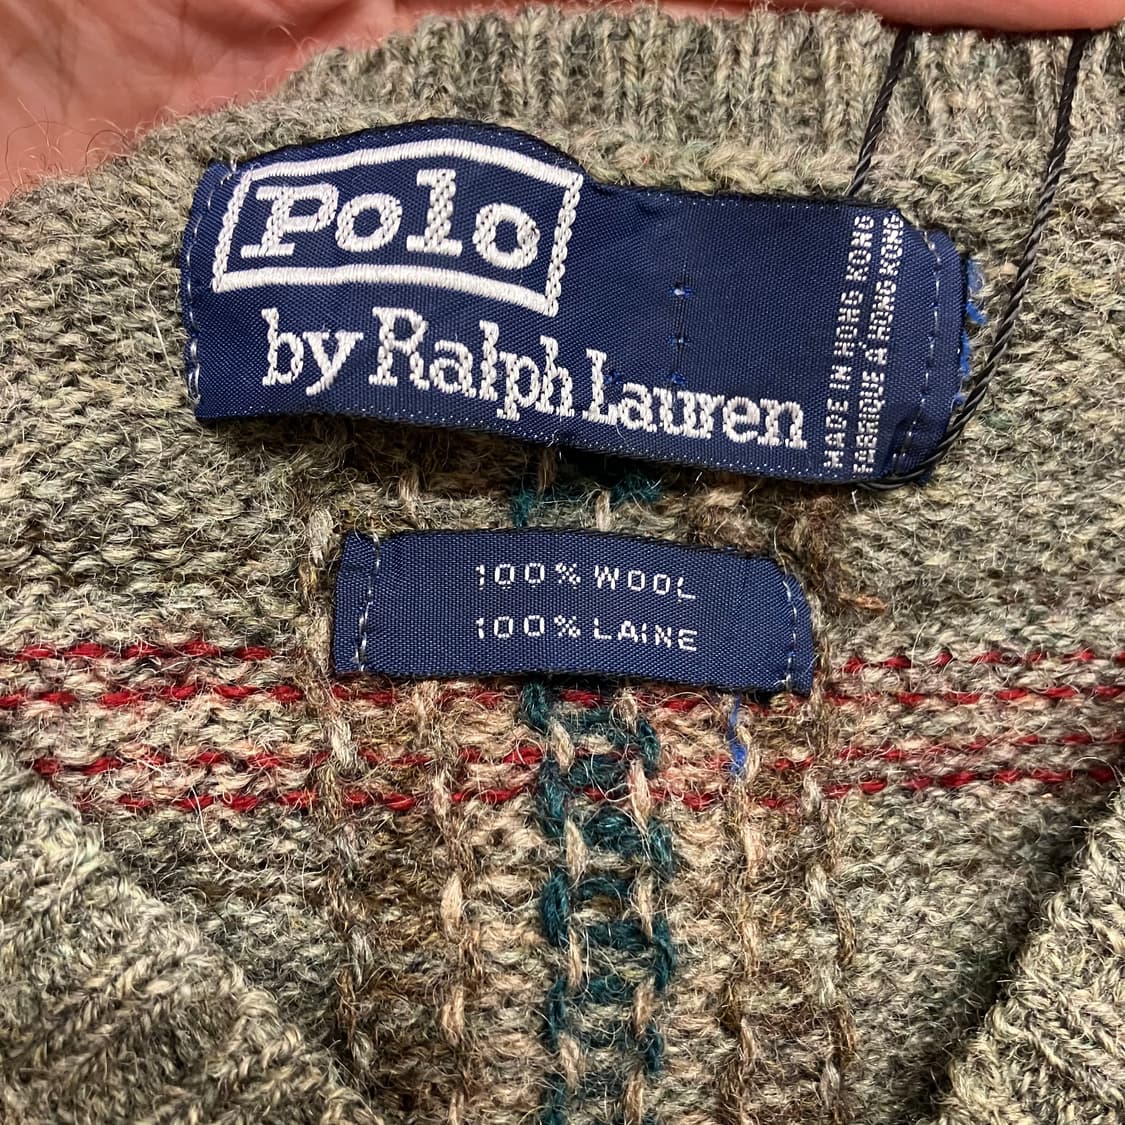 Polo
by Ralph Lauren
MADE IN HONG KONG
FABRIQUE À HONG KONG
100% WOOL
100% LAINE